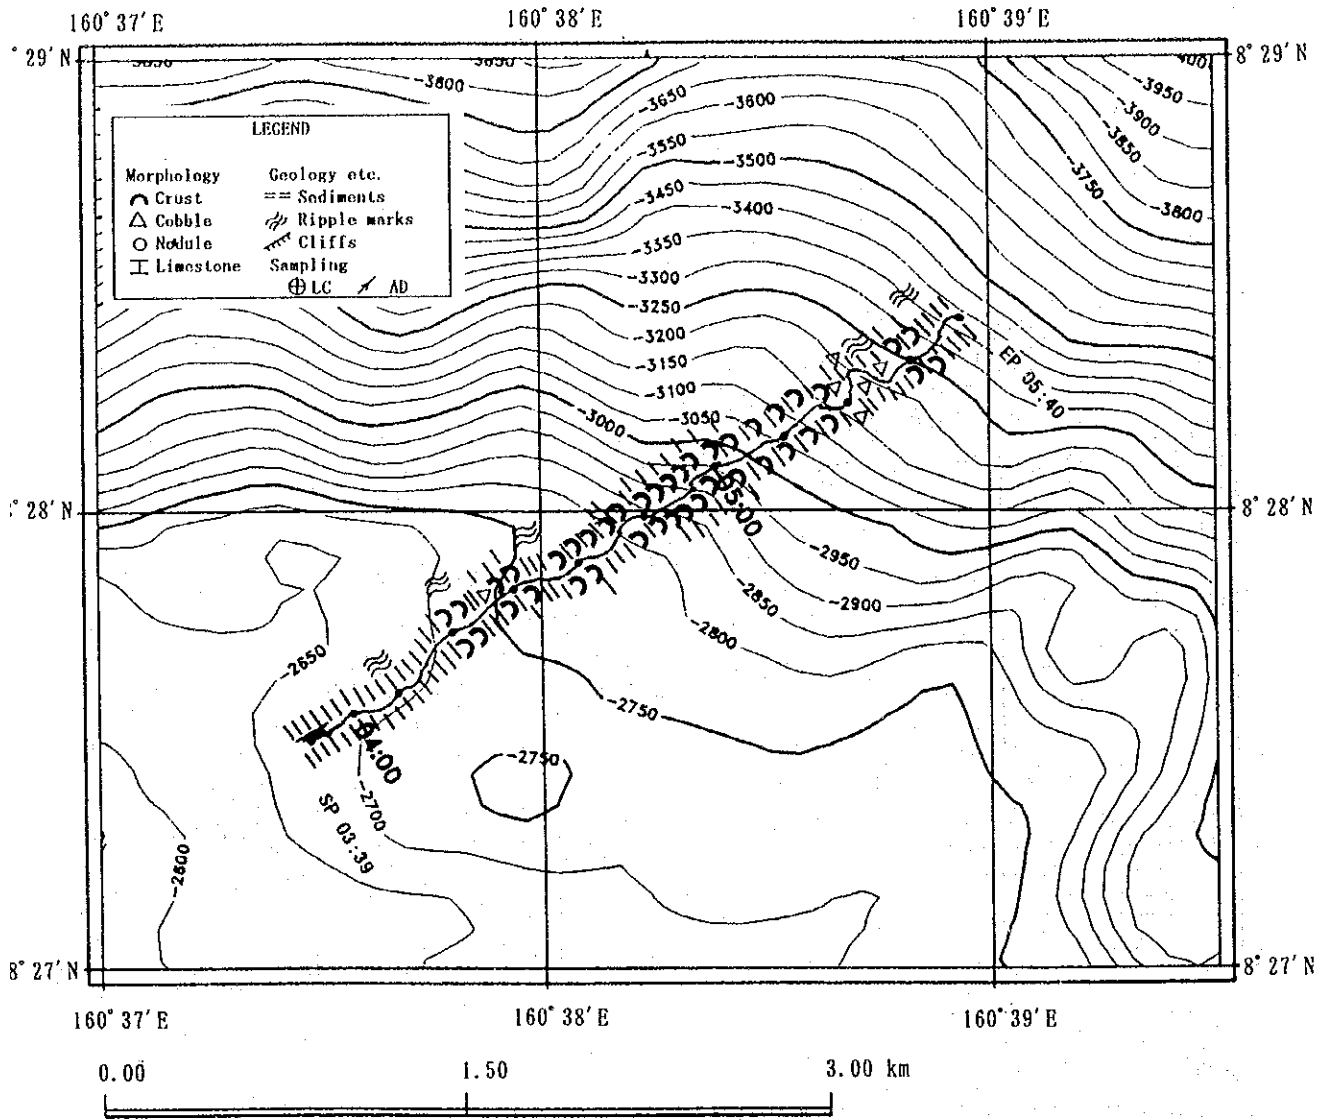 160° 37′ E
160° 38′ E
160° 39′ E
° 29′ N
8° 29′ N
-3800
-3650
-3600
-3550
-3500
-3450
-3400
-3350
-3300
-3250
-3200
-3150
-3100
-3050
-3000
-3950
-3900
-3850
-3750
-3800
LEGEND
Morphology
Geology etc.
Crust
Sediments
Cobble
Ripple marks
Nodule
Cliffs
Limestone
Sampling
LC
AD
EP 05:40
° 28′ N
8° 28′ N
05:00
-2950
-2900
-2850
-2800
-2650
-2750
-2750
04:00
-2700
SP 03:39
-2600
8° 27′ N
8° 27′ N
160° 37′ E
160° 38′ E
160° 39′ E
0.00
1.50
3.00 km